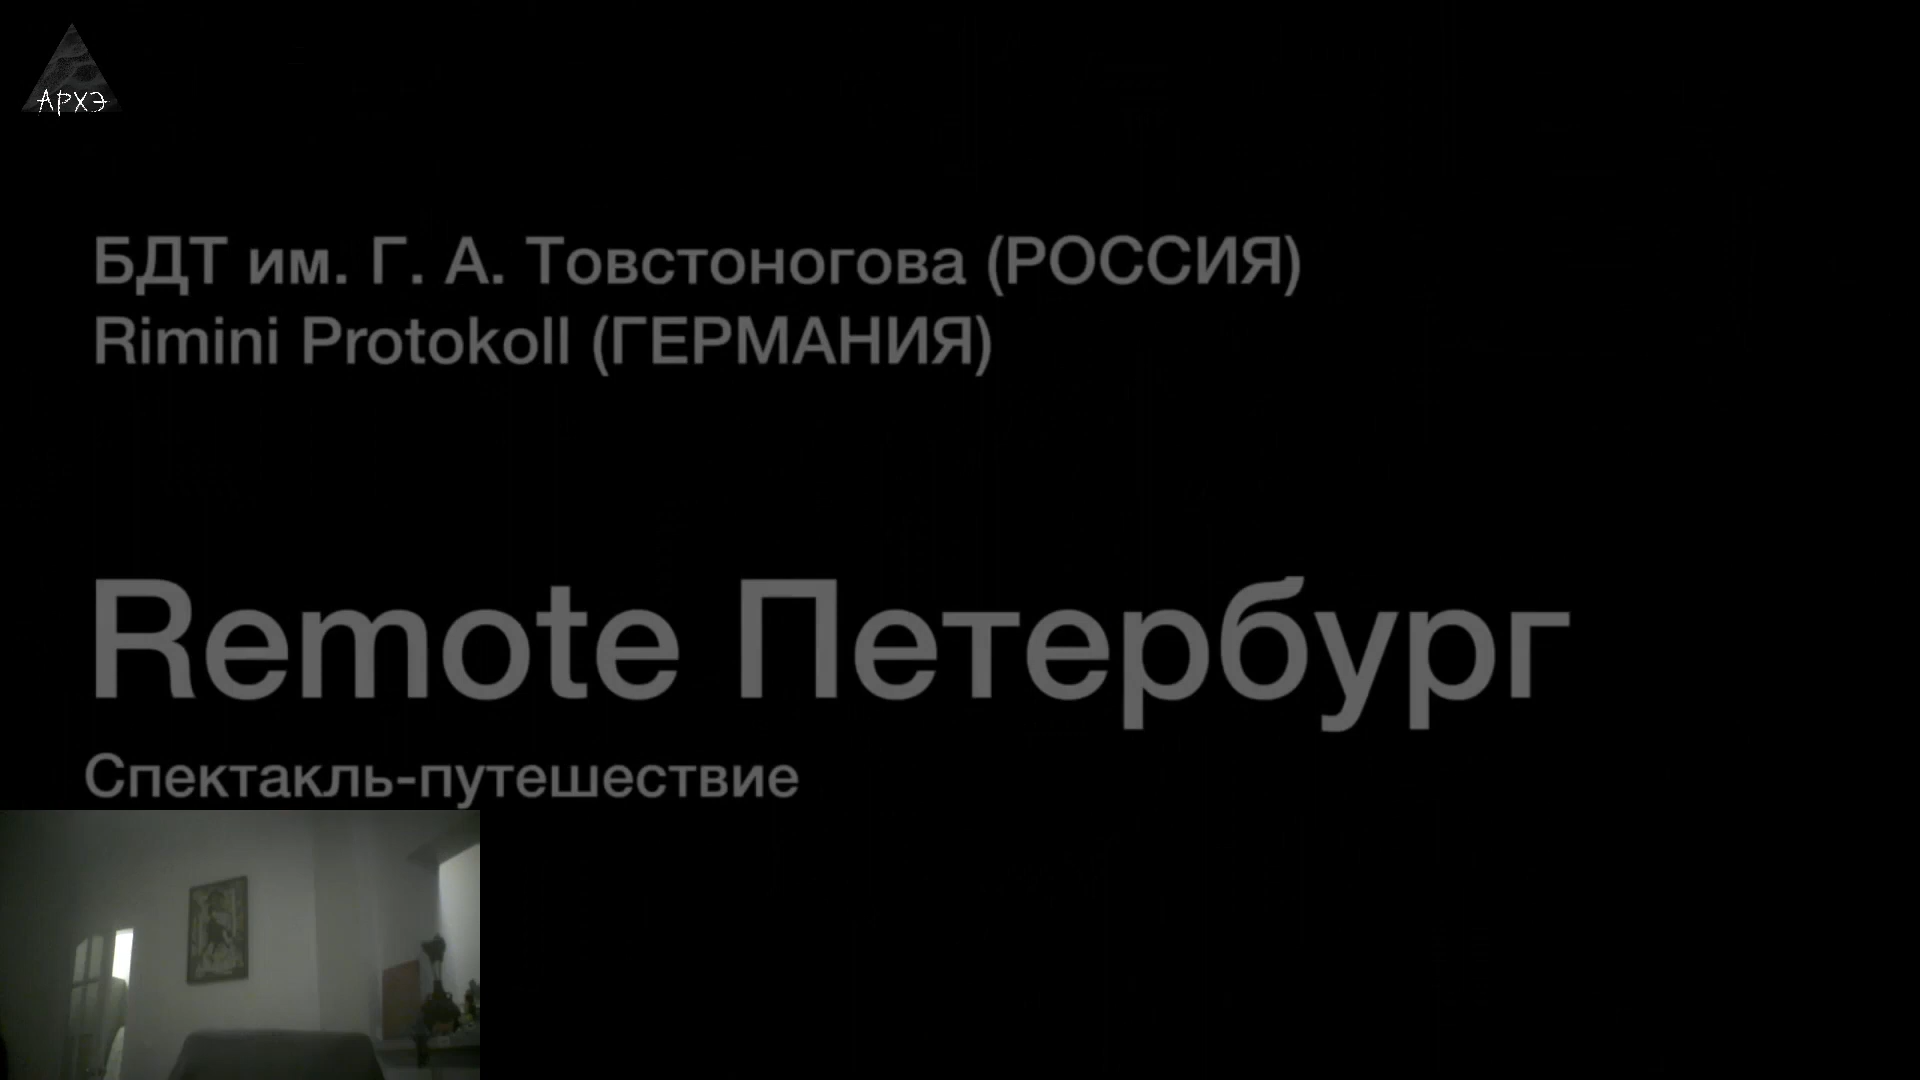 АРХЭ
БДТ им. Г. А. Товстоногова (РОССИЯ)
Rimini Protokoll (ГЕРМАНИЯ)
Remote Петербург
Спектакль-путешествие